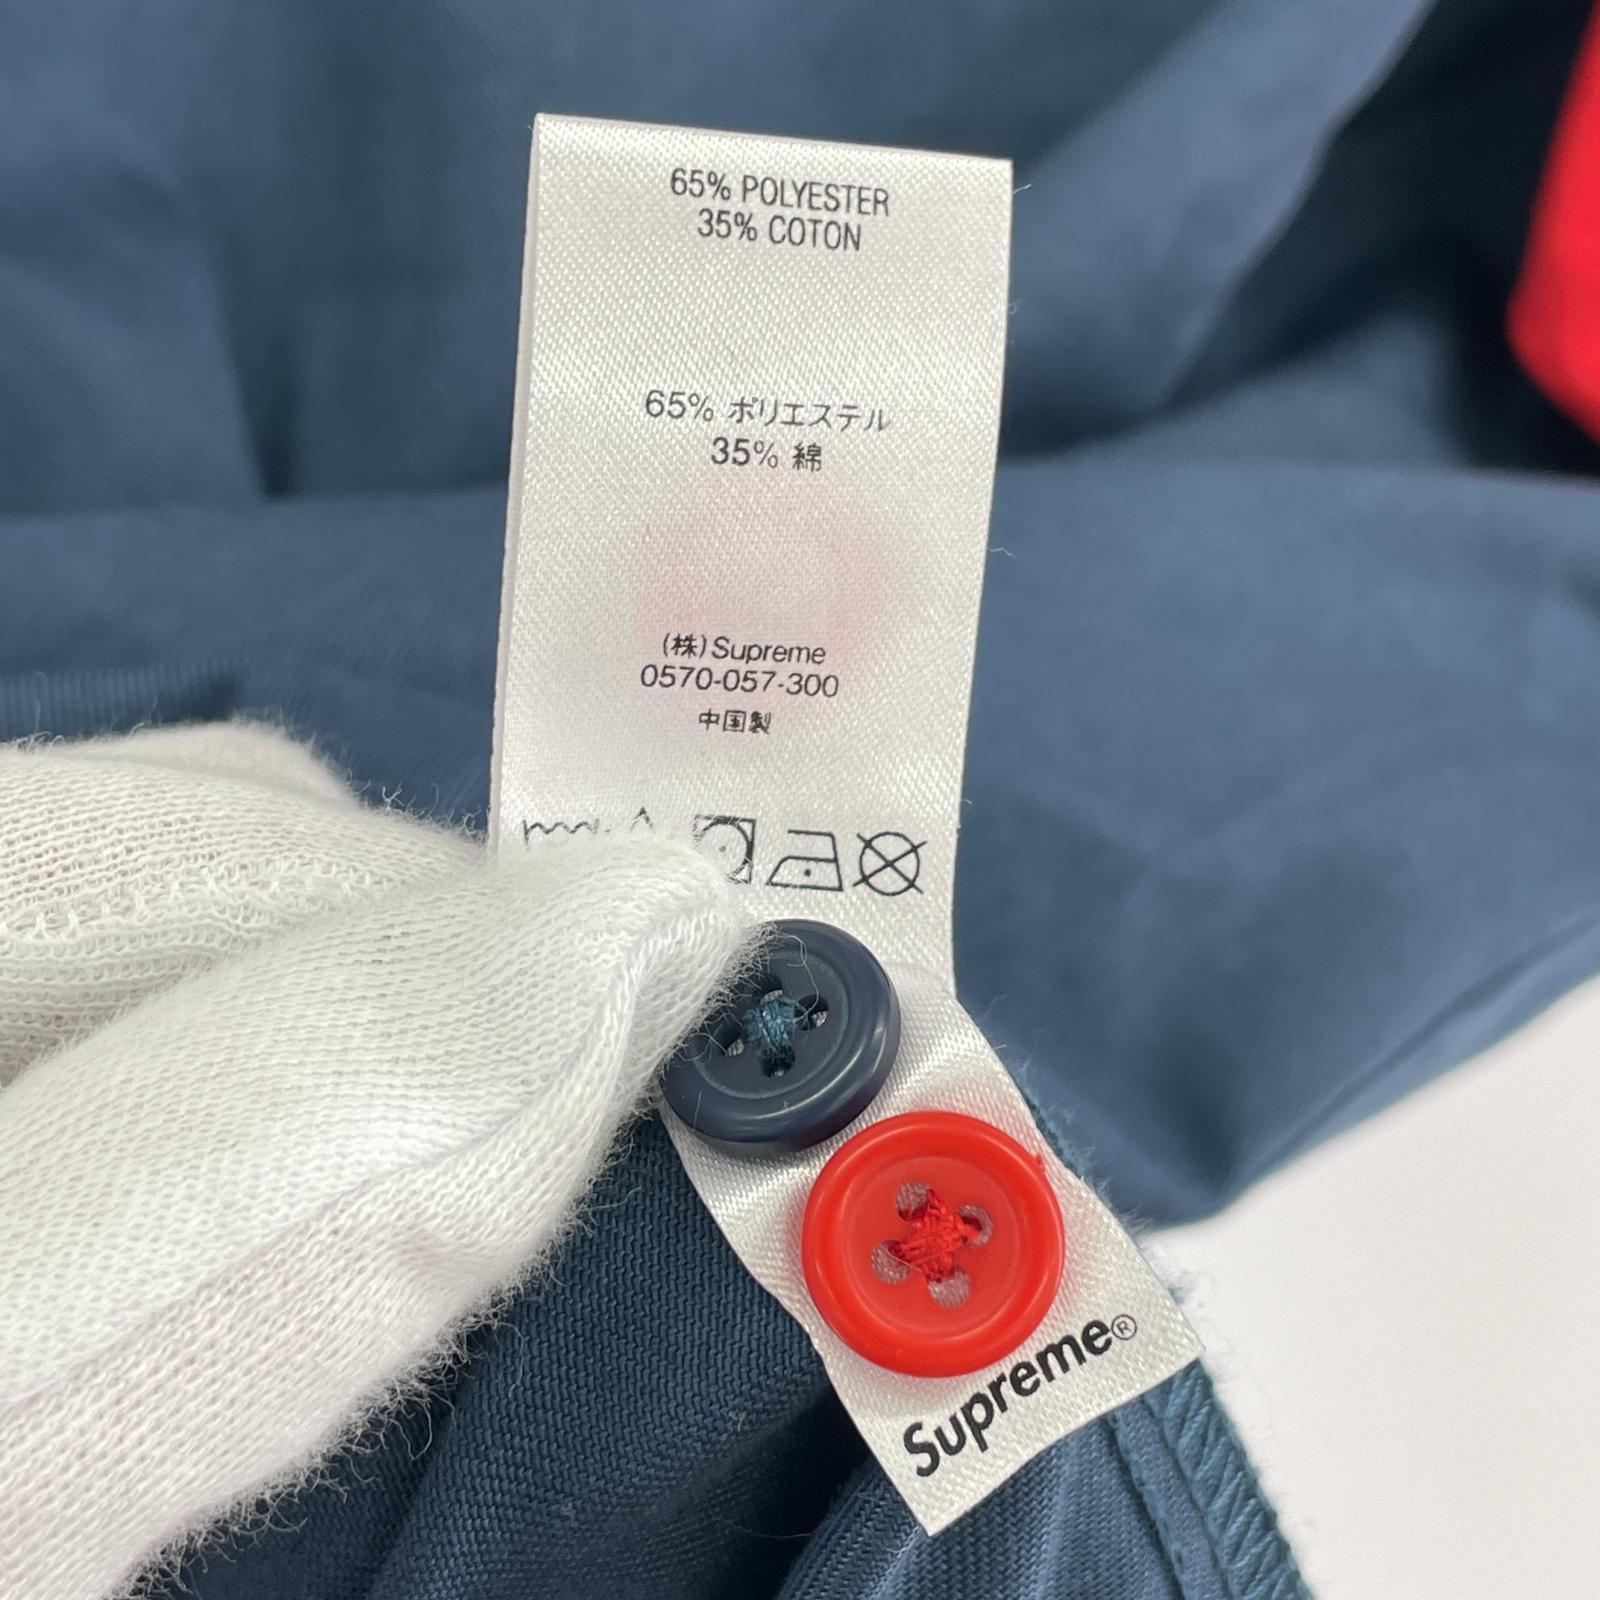 65% POLYESTER
35% COTON
65% ポリエステル
35% 綿
(株)Supreme
0570-057-300
中国製
Supreme®